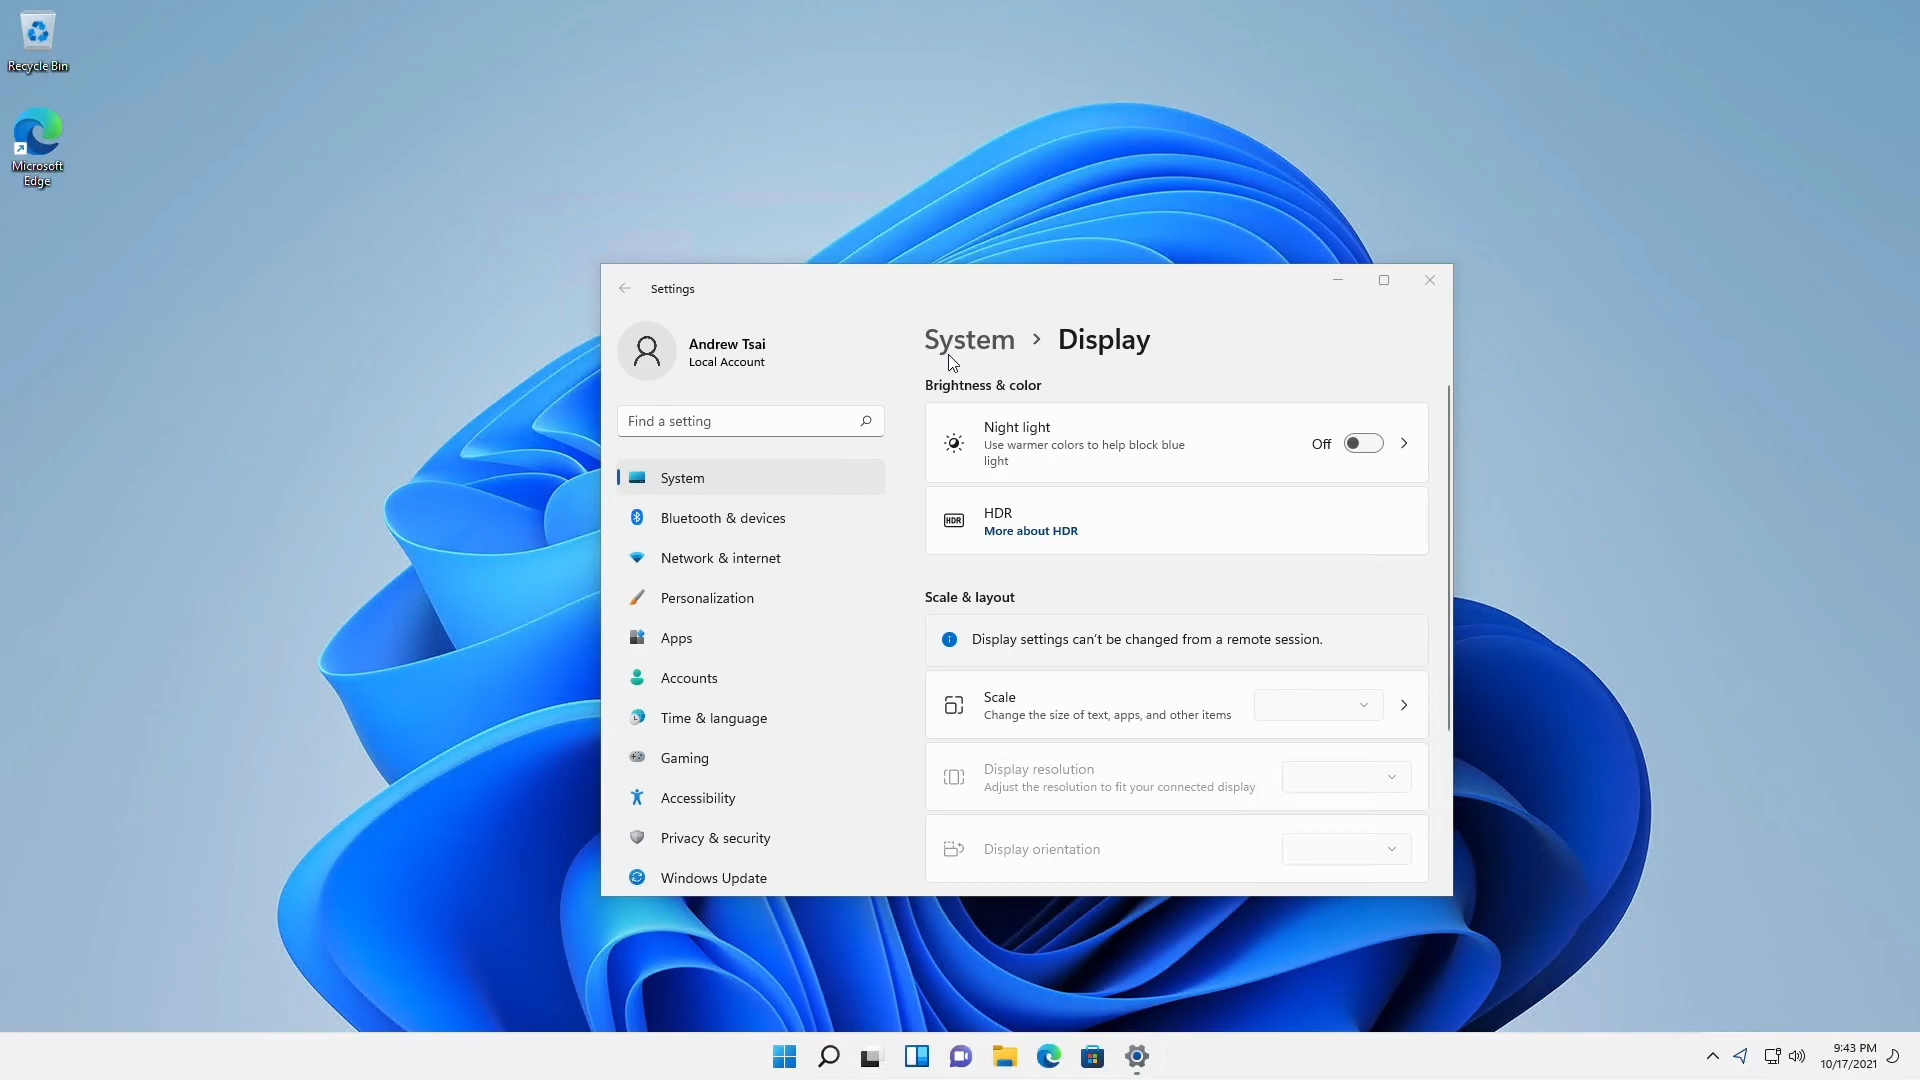 Recycle Bin
Microsoft
Edge
Settings
Andrew Tsai
Local Account
Find a setting
System
Bluetooth & devices
Network & internet
Personalization
Apps
Accounts
Time & language
Gaming
Accessibility
Privacy & security
Windows Update
System › Display
Brightness & color
Night light
Use warmer colors to help block blue
light
Off
HDR
HDR
More about HDR
Scale & layout
Display settings can't be changed from a remote session.
Scale
Change the size of text, apps, and other items
Display resolution
Adjust the resolution to fit your connected display
Display orientation
9:43 PM
10/17/2021